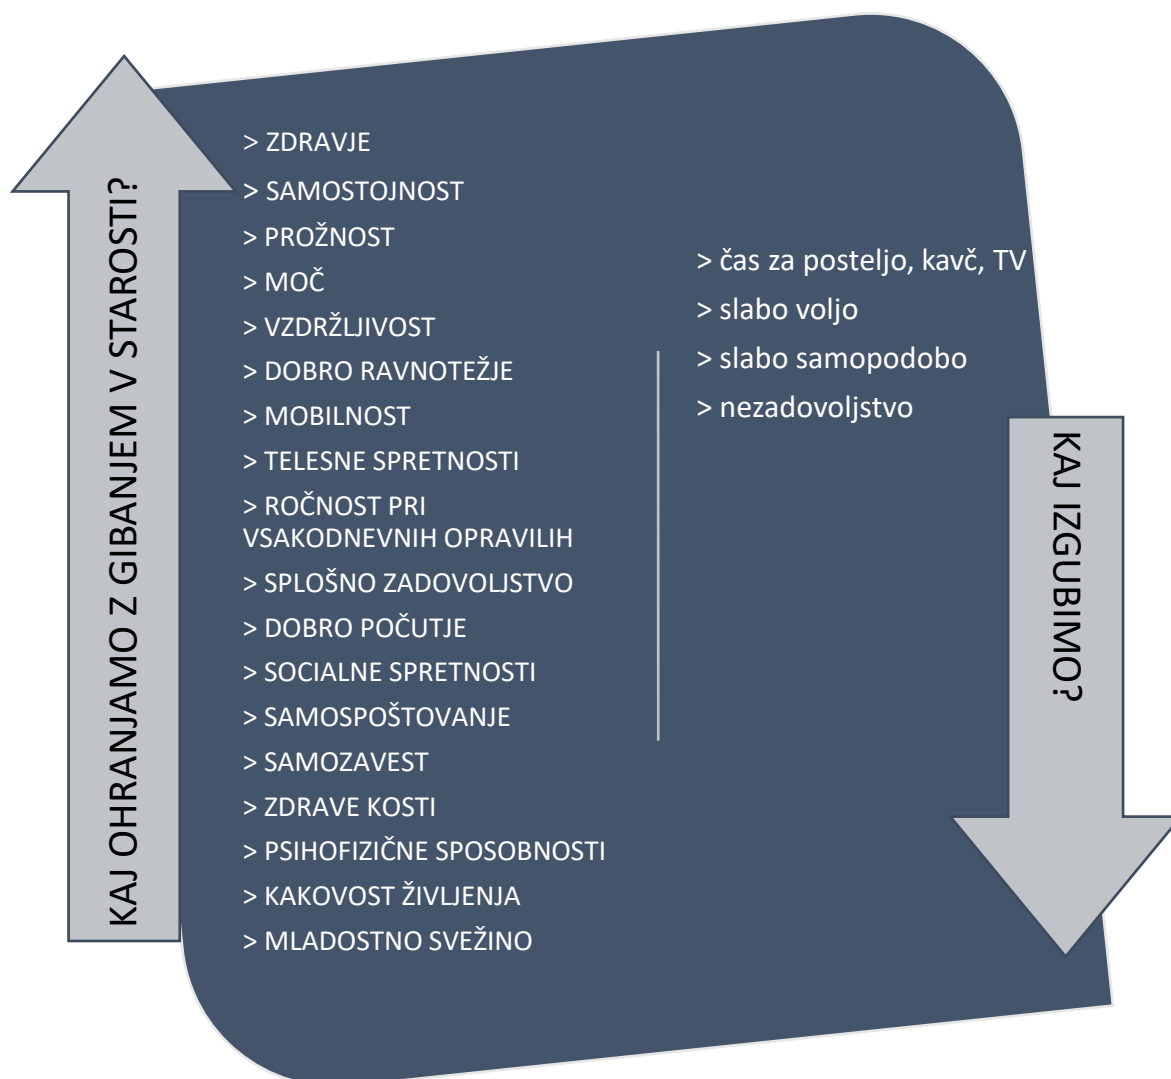 KAJ OHRANJAMO Z GIBANJEM V STAROSTI?
> ZDRAVJE
> SAMOSTOJNOST
> PROŽNOST
> MOČ
> VZDRŽLJIVOST
> DOBRO RAVNOTEŽJE
> MOBILNOST
> TELESNE SPRETNOSTI
> ROČNOST PRI
VSAKODNEVNIH OPRAVILIH
> SPLOŠNO ZADOVOLJSTVO
> DOBRO POČUTJE
> SOCIALNE SPRETNOSTI
> SAMOSPOŠTOVANJE
> SAMOZAVEST
> ZDRAVE KOSTI
> PSIHOFIZIČNE SPOSOBNOSTI
> KAKOVOST ŽIVLJENJA
> MLADOSTNO SVEŽINO
> čas za posteljo, kavč, TV
> slabo voljo
> slabo samopodobo
> nezadovoljstvo
KAJ IZGUBIMO?